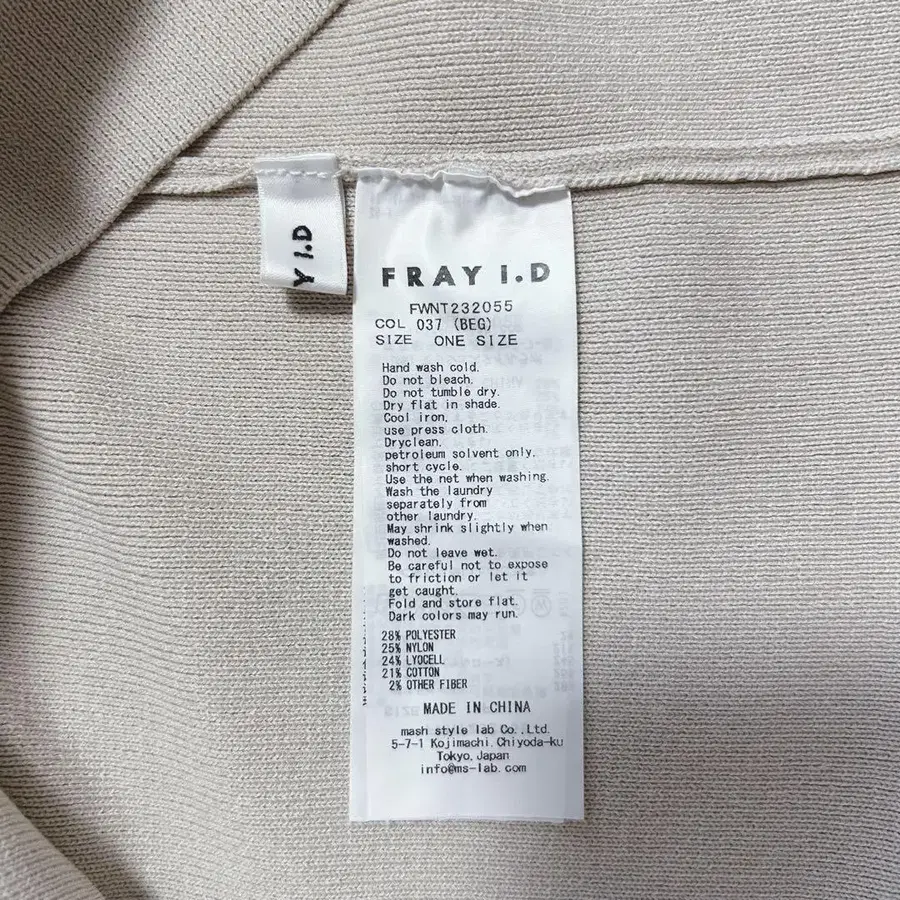 Y I.D
FRAY I.D
FWNT232055
COL 037 (BEG)
SIZE ONE SIZE
Hand wash cold.
Do not bleach.
Do not tumble dry.
Dry flat in shade.
Cool iron,
use press cloth.
Dryclean,
petroleum solvent only.
short cycle.
Use the net when washing.
Wash the laundry
separately from
other laundry.
May shrink slightly when
washed.
Do not leave wet.
Be careful not to expose
to friction or let it
get caught.
Fold and store flat.
Dark colors may run.
28% POLYESTER
25% NYLON
24% LYOCELL
21% COTTON
2% OTHER FIBER
MADE IN CHINA
mash style lab Co.,Ltd.
5-7-1 Kojimachi,Chiyoda-ku
Tokyo,Japan
info@ms-lab.com